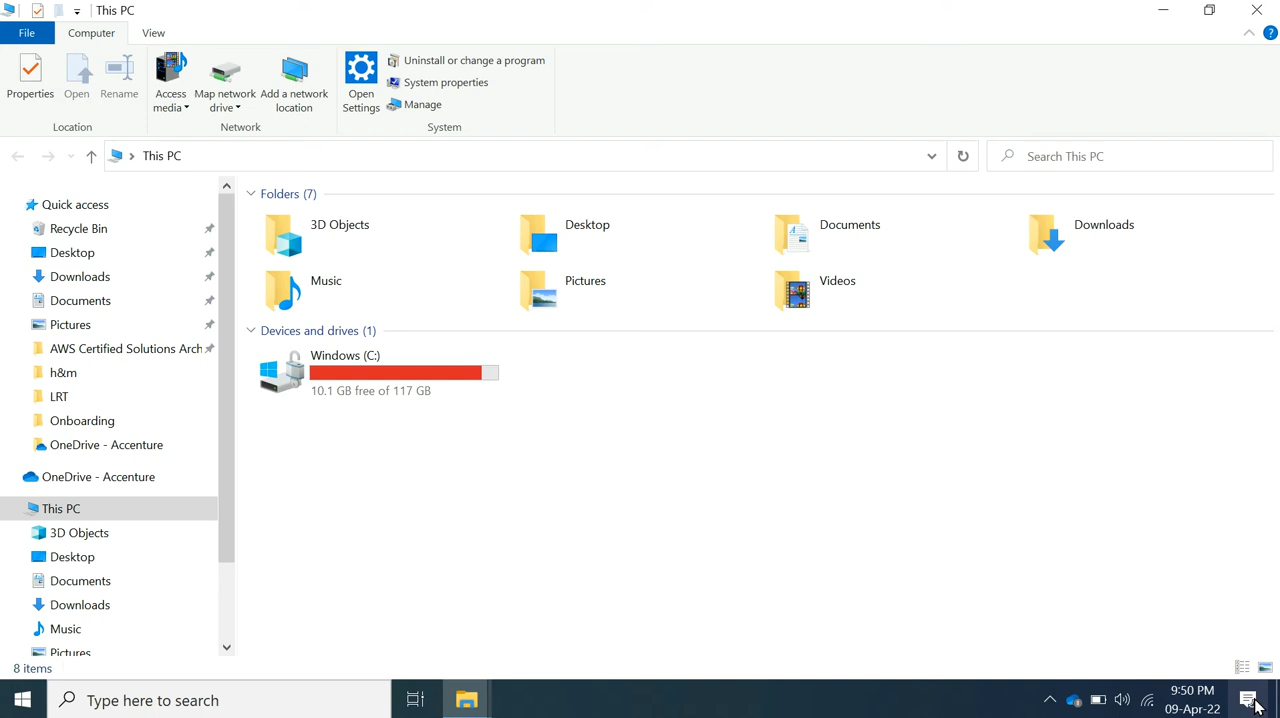 This PC
File
Computer
View
Properties
Open
Rename
Access media
Map network drive
Add a network location
Open Settings
Uninstall or change a program
System properties
Manage
Location
Network
System
This PC
Search This PC
Quick access
Recycle Bin
Desktop
Downloads
Documents
Pictures
AWS Certified Solutions Arch
h&m
LRT
Onboarding
OneDrive - Accenture
OneDrive - Accenture
This PC
3D Objects
Desktop
Documents
Downloads
Music
Pictures
Folders (7)
3D Objects
Desktop
Documents
Downloads
Music
Pictures
Videos
Devices and drives (1)
Windows (C:)
10.1 GB free of 117 GB
8 items
Type here to search
9:50 PM
09-Apr-22